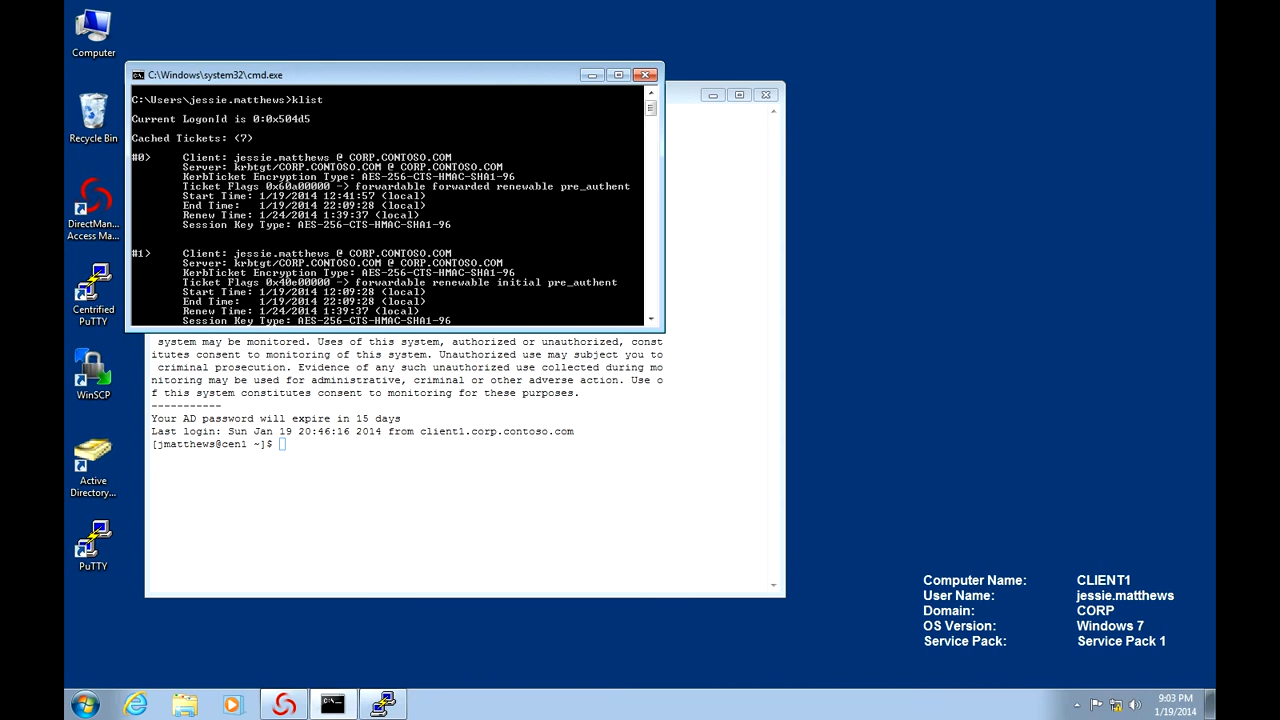 Computer
Recycle Bin
DirectMan...
Access Ma...
Centrified
PuTTY
WinSCP
Active
Directory...
PuTTY
C:\Windows\system32\cmd.exe
C:\Users\jessie.matthews>klist
Current LogonId is 0:0x504d5
Cached Tickets: (7)
#0> Client: jessie.matthews @ CORP.CONTOSO.COM
Server: krbtgt/CORP.CONTOSO.COM @ CORP.CONTOSO.COM
KerbTicket Encryption Type: AES-256-CTS-HMAC-SHA1-96
Ticket Flags 0x60a00000 -> forwardable forwarded renewable pre_authent
Start Time: 1/19/2014 12:41:57 (local)
End Time: 1/19/2014 22:09:28 (local)
Renew Time: 1/24/2014 1:39:37 (local)
Session Key Type: AES-256-CTS-HMAC-SHA1-96
#1> Client: jessie.matthews @ CORP.CONTOSO.COM
Server: krbtgt/CORP.CONTOSO.COM @ CORP.CONTOSO.COM
KerbTicket Encryption Type: AES-256-CTS-HMAC-SHA1-96
Ticket Flags 0x40e00000 -> forwardable renewable initial pre_authent
Start Time: 1/19/2014 12:09:28 (local)
End Time: 1/19/2014 22:09:28 (local)
Renew Time: 1/24/2014 1:39:37 (local)
Session Key Type: AES-256-CTS-HMAC-SHA1-96
system may be monitored. Uses of this system, authorized or unauthorized, const
itutes consent to monitoring of this system. Unauthorized use may subject you to
criminal prosecution. Evidence of any such unauthorized use collected during mo
nitoring may be used for administrative, criminal or other adverse action. Use o
f this system constitutes consent to monitoring for these purposes.
-----------
Your AD password will expire in 15 days
Last login: Sun Jan 19 20:46:16 2014 from client1.corp.contoso.com
[jmatthews@cen1 ~]$
Computer Name: CLIENT1
User Name: jessie.matthews
Domain: CORP
OS Version: Windows 7
Service Pack: Service Pack 1
9:03 PM
1/19/2014